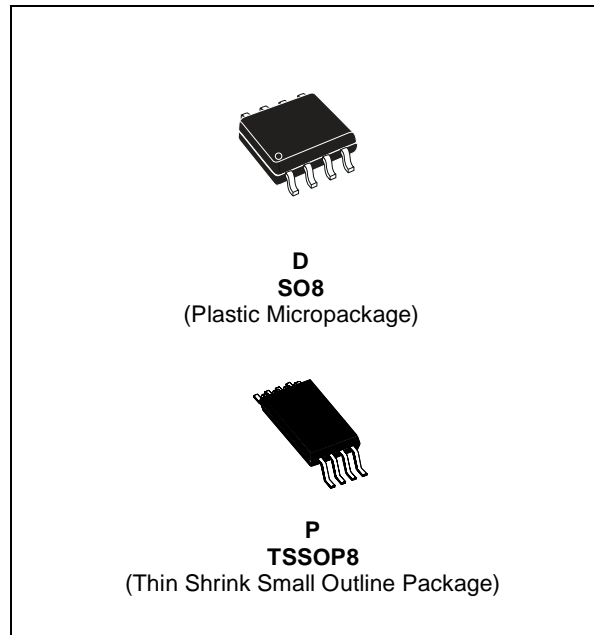 D
SO8
(Plastic Micropackage)
P
TSSOP8
(Thin Shrink Small Outline Package)